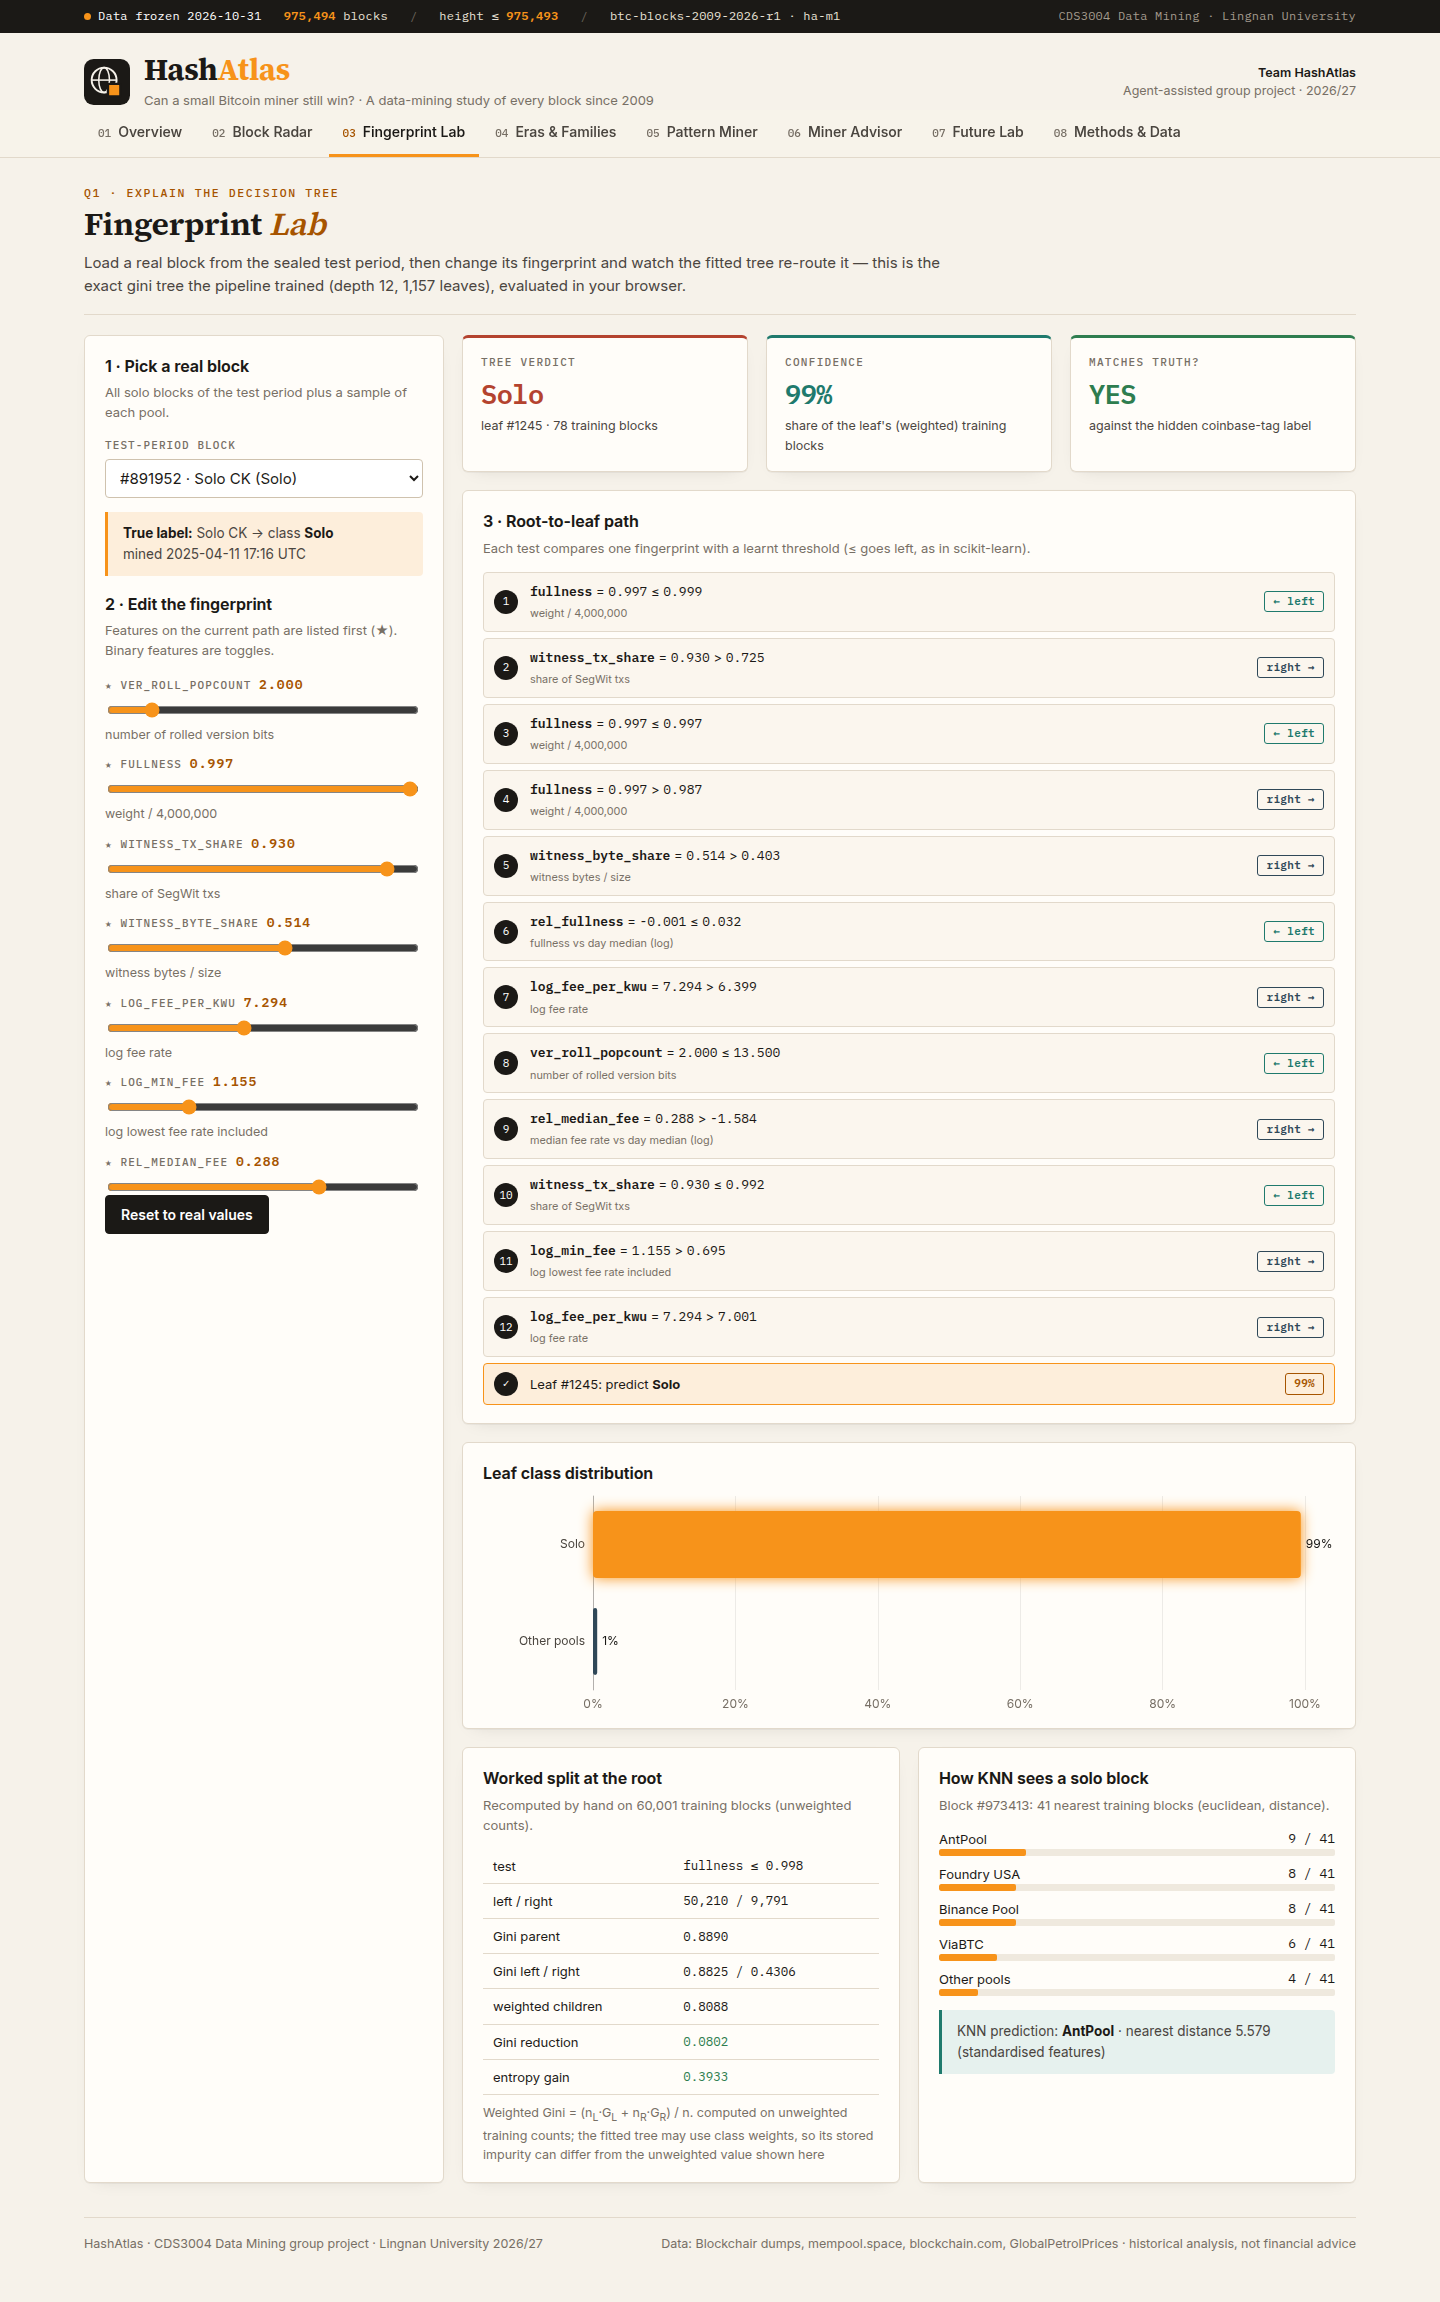 Data frozen 2026-10-31 975,494 blocks / height ≤ 975,493 / btc-blocks-2009-2026-r1 · ha-m1 CDS3004 Data Mining · Lingnan University
HashAtlas
Can a small Bitcoin miner still win? · A data-mining study of every block since 2009
Team HashAtlas
Agent-assisted group project · 2026/27
01 Overview 02 Block Radar 03 Fingerprint Lab 04 Eras & Families 05 Pattern Miner 06 Miner Advisor 07 Future Lab 08 Methods & Data
Q1 · EXPLAIN THE DECISION TREE
Fingerprint Lab
Load a real block from the sealed test period, then change its fingerprint and watch the fitted tree re-route it — this is the
exact gini tree the pipeline trained (depth 12, 1,157 leaves), evaluated in your browser.
1 · Pick a real block
All solo blocks of the test period plus a sample of
each pool.
TEST-PERIOD BLOCK
#891952 · Solo CK (Solo)
True label: Solo CK → class Solo
mined 2025-04-11 17:16 UTC
2 · Edit the fingerprint
Features on the current path are listed first (★).
Binary features are toggles.
★ VER_ROLL_POPCOUNT 2.000
number of rolled version bits
★ FULLNESS 0.997
weight / 4,000,000
★ WITNESS_TX_SHARE 0.930
share of SegWit txs
★ WITNESS_BYTE_SHARE 0.514
witness bytes / size
★ LOG_FEE_PER_KWU 7.294
log fee rate
★ LOG_MIN_FEE 1.155
log lowest fee rate included
★ REL_MEDIAN_FEE 0.288
Reset to real values
TREE VERDICT
Solo
leaf #1245 · 78 training blocks
CONFIDENCE
99%
share of the leaf's (weighted) training
blocks
MATCHES TRUTH?
YES
against the hidden coinbase-tag label
3 · Root-to-leaf path
Each test compares one fingerprint with a learnt threshold (≤ goes left, as in scikit-learn).
1 fullness = 0.997 ≤ 0.999 ← left
weight / 4,000,000
2 witness_tx_share = 0.930 > 0.725 right →
share of SegWit txs
3 fullness = 0.997 ≤ 0.997 ← left
weight / 4,000,000
4 fullness = 0.997 > 0.987 right →
weight / 4,000,000
5 witness_byte_share = 0.514 > 0.403 right →
witness bytes / size
6 rel_fullness = -0.001 ≤ 0.032 ← left
fullness vs day median (log)
7 log_fee_per_kwu = 7.294 > 6.399 right →
log fee rate
8 ver_roll_popcount = 2.000 ≤ 13.500 ← left
number of rolled version bits
9 rel_median_fee = 0.288 > -1.584 right →
median fee rate vs day median (log)
10 witness_tx_share = 0.930 ≤ 0.992 ← left
share of SegWit txs
11 log_min_fee = 1.155 > 0.695 right →
log lowest fee rate included
12 log_fee_per_kwu = 7.294 > 7.001 right →
log fee rate
✓ Leaf #1245: predict Solo 99%
Leaf class distribution
Solo 99%
Other pools 1%
0% 20% 40% 60% 80% 100%
Worked split at the root
Recomputed by hand on 60,001 training blocks (unweighted
counts).
test fullness ≤ 0.998
left / right 50,210 / 9,791
Gini parent 0.8890
Gini left / right 0.8825 / 0.4306
weighted children 0.8088
Gini reduction 0.0802
entropy gain 0.3933
Weighted Gini = (nL·GL + nR·GR) / n. computed on unweighted
training counts; the fitted tree may use class weights, so its stored
impurity can differ from the unweighted value shown here
How KNN sees a solo block
Block #973413: 41 nearest training blocks (euclidean, distance).
AntPool 9 / 41
Foundry USA 8 / 41
Binance Pool 8 / 41
ViaBTC 6 / 41
Other pools 4 / 41
KNN prediction: AntPool · nearest distance 5.579
(standardised features)
HashAtlas · CDS3004 Data Mining group project · Lingnan University 2026/27 Data: Blockchair dumps, mempool.space, blockchain.com, GlobalPetrolPrices · historical analysis, not financial advice